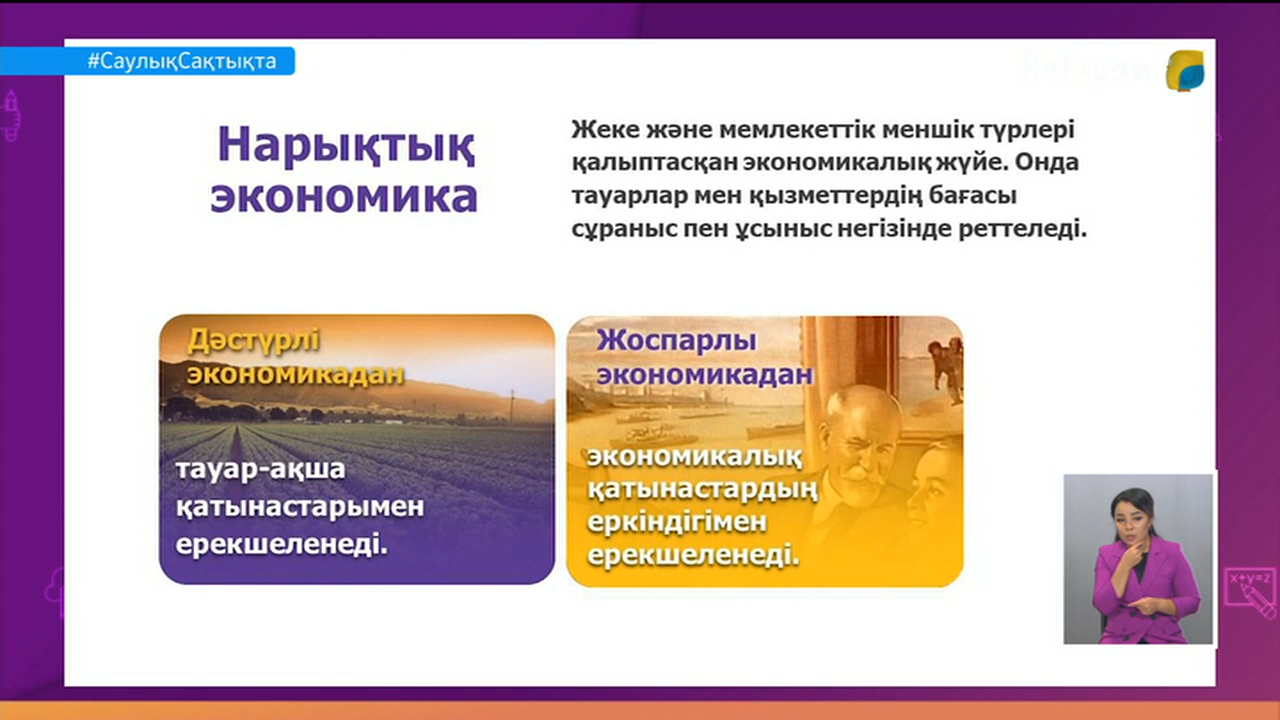 #СаулықСақтықта
Нарықтық
экономика
Жеке және мемлекеттік меншік түрлері
қалыптасқан экономикалық жүйе. Онда
тауарлар мен қызметтердің бағасы
сұраныс пен ұсыныс негізінде реттеледі.
Дәстүрлі
экономикадан
тауар-ақша
қатынастарымен
ерекшеленеді.
Жоспарлы
экономикадан
экономикалық
қатынастардың
еркіндігімен
ерекшеленеді.
x+y=z